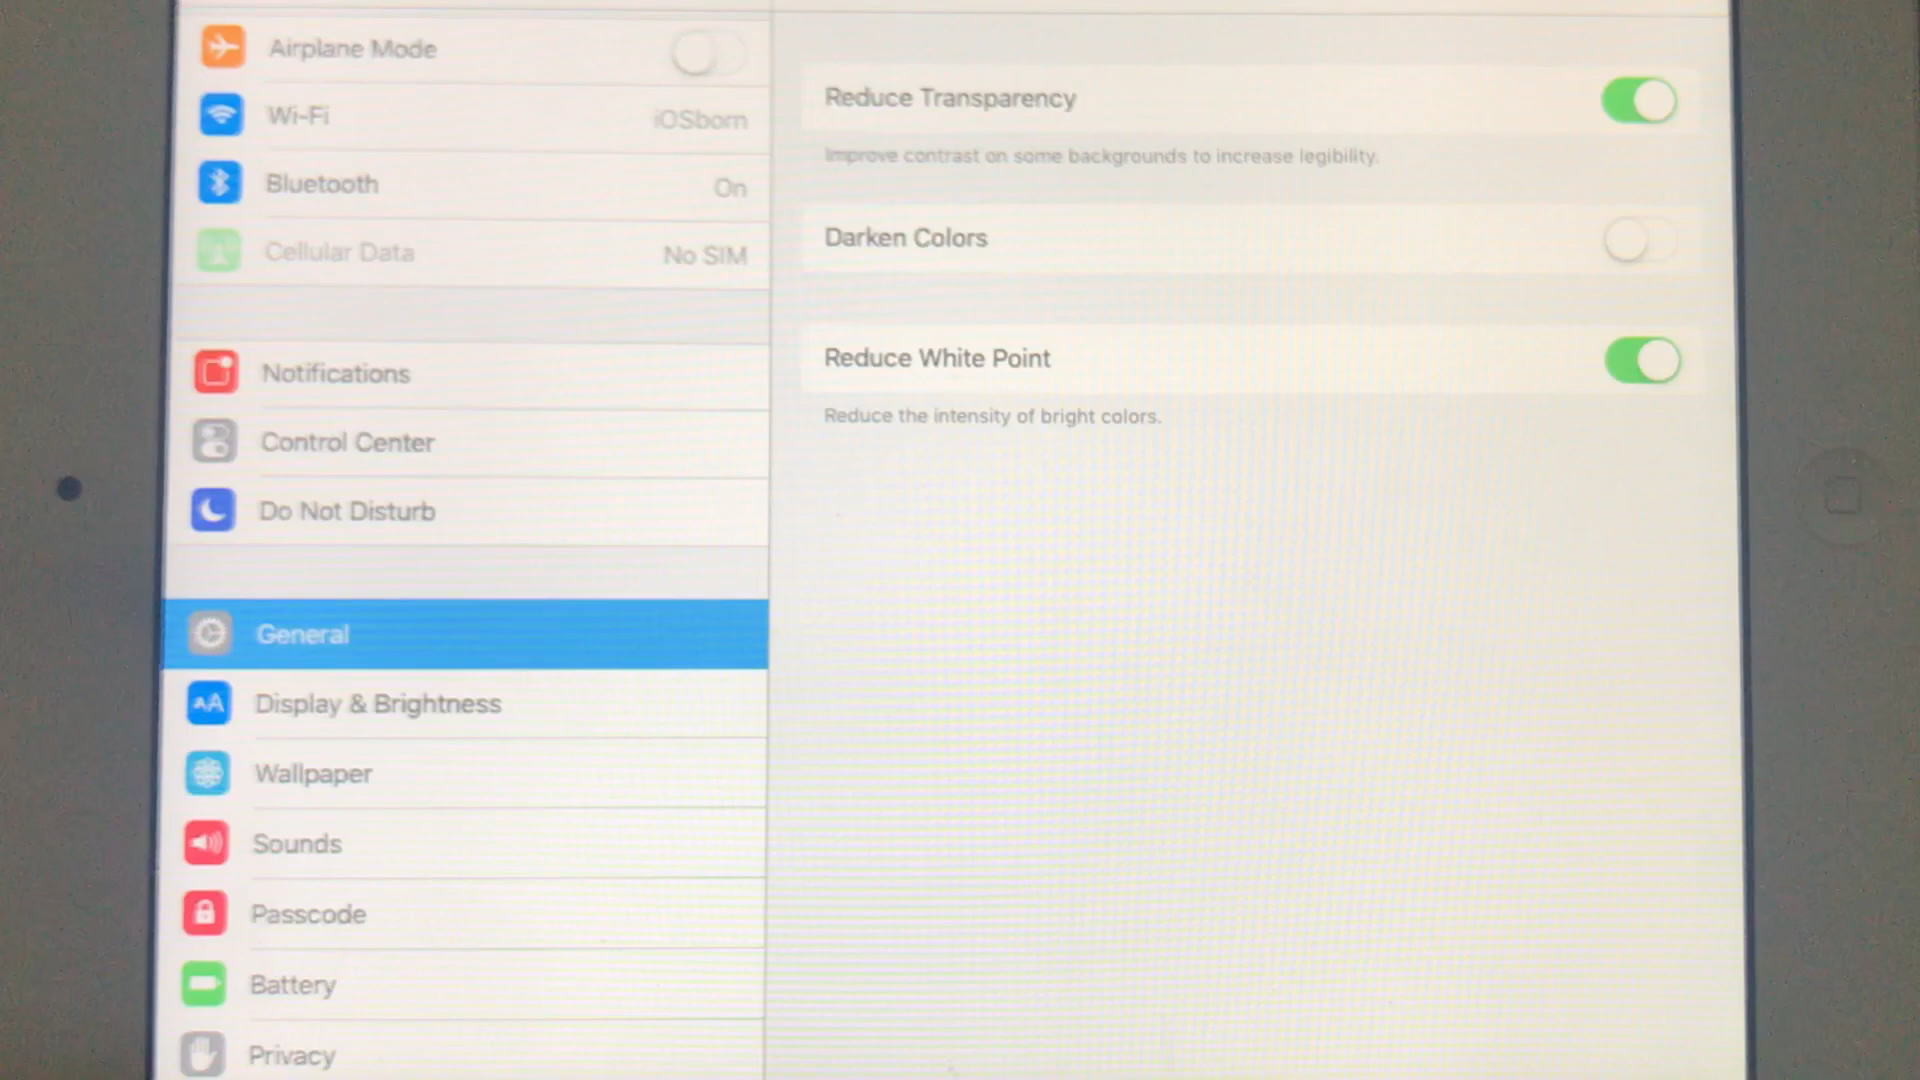 Airplane Mode
Wi-Fi iOSborn
Bluetooth On
Cellular Data No SIM
Notifications
Control Center
Do Not Disturb
General
AA Display & Brightness
Wallpaper
Sounds
Passcode
Battery
Privacy
Reduce Transparency
Improve contrast on some backgrounds to increase legibility.
Darken Colors
Reduce White Point
Reduce the intensity of bright colors.